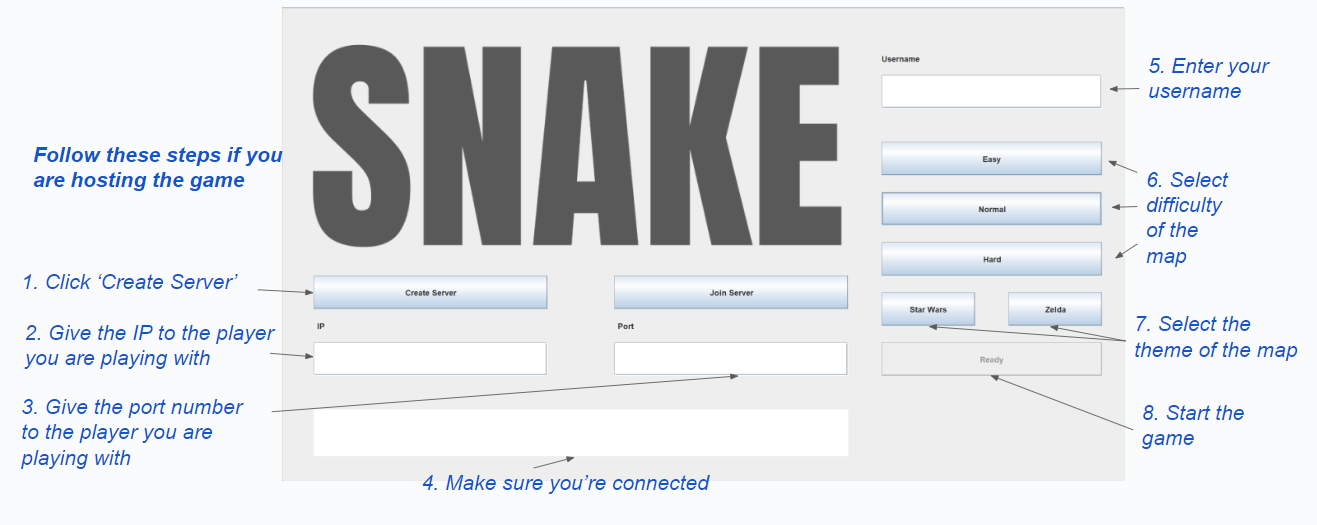 SNAKE
Follow these steps if you
are hosting the game
1. Click ‘Create Server’
2. Give the IP to the player
you are playing with
3. Give the port number
to the player you are
playing with
4. Make sure you’re connected
Create Server
Join Server
IP
Port
Username
Easy
Normal
Hard
Star Wars
Zelda
Ready
5. Enter your
username
6. Select
difficulty
of the
map
7. Select the
theme of the map
8. Start the
game